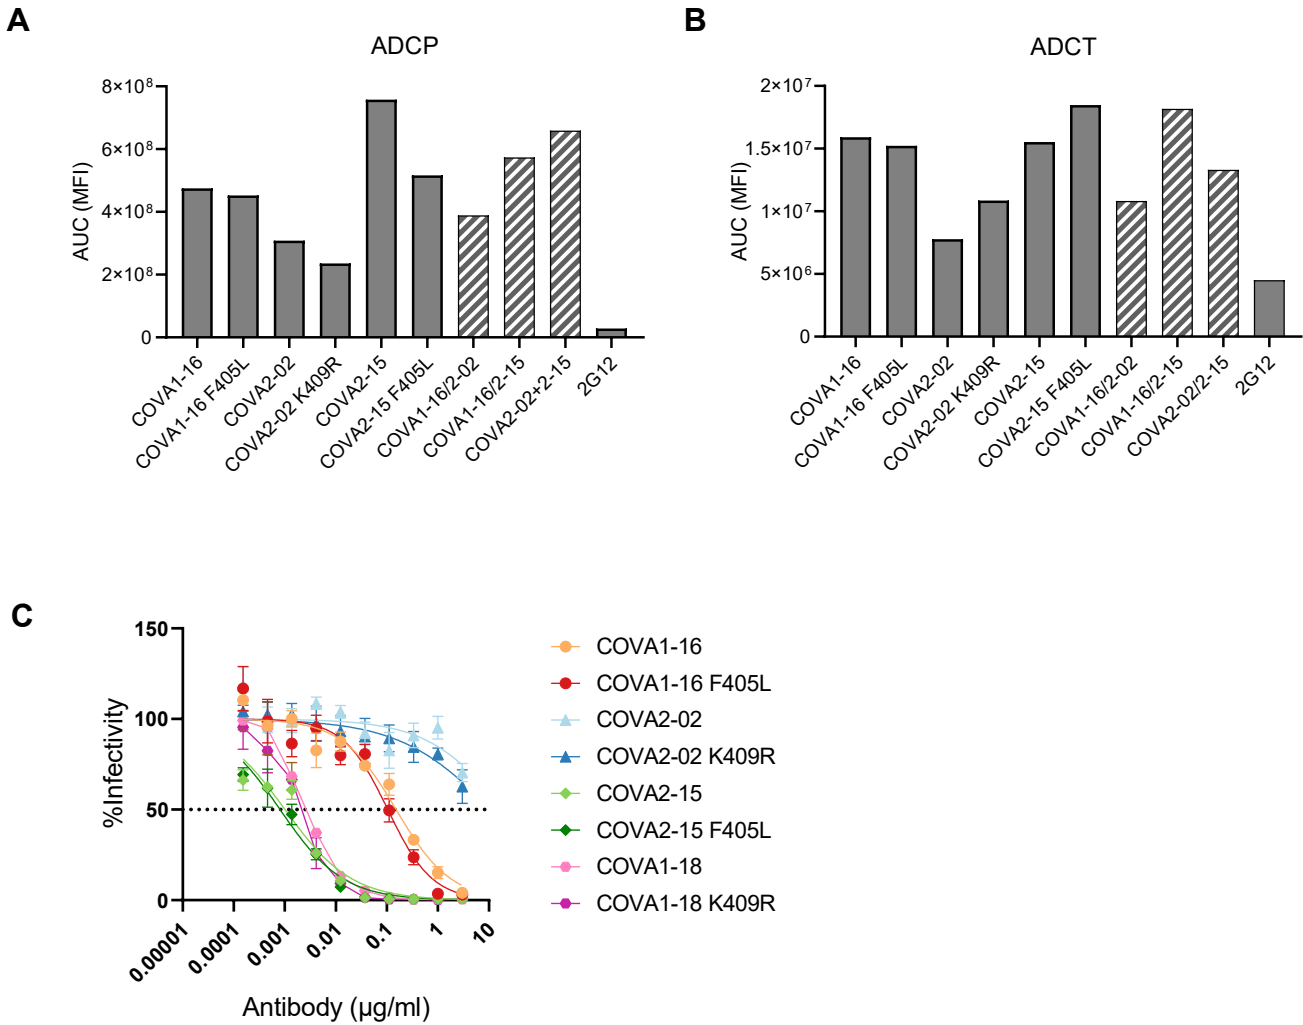 A
ADCP
AUC (MFI)
8×10⁸
6×10⁸
4×10⁸
2×10⁸
0
COVA1-16
COVA1-16 F405L
COVA2-02
COVA2-02 K409R
COVA2-15
COVA2-15 F405L
COVA1-16/2-02
COVA1-16/2-15
COVA2-02+2-15
2G12
B
ADCT
AUC (MFI)
2×10⁷
1.5×10⁷
1×10⁷
5×10⁶
0
COVA1-16
COVA1-16 F405L
COVA2-02
COVA2-02 K409R
COVA2-15
COVA2-15 F405L
COVA1-16/2-02
COVA1-16/2-15
COVA2-02/2-15
2G12
C
%Infectivity
150
100
50
0
0.00001
0.0001
0.001
0.01
0.1
1
10
Antibody (µg/ml)
COVA1-16
COVA1-16 F405L
COVA2-02
COVA2-02 K409R
COVA2-15
COVA2-15 F405L
COVA1-18
COVA1-18 K409R